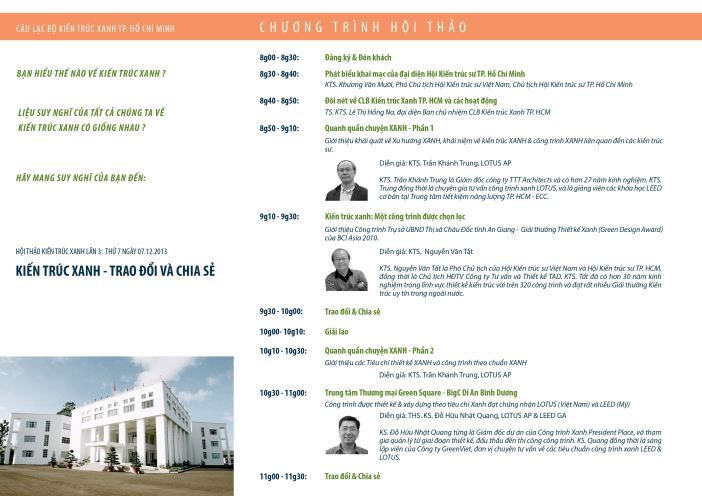 CÂU LẠC BỘ KIẾN TRÚC XANH TP. HỒ CHÍ MINH
BẠN HIỂU THẾ NÀO VỀ KIẾN TRÚC XANH ?
LIỆU SUY NGHĨ CỦA TẤT CẢ CHÚNG TA VỀ
KIẾN TRÚC XANH CÓ GIỐNG NHAU ?
HÃY MANG SUY NGHĨ CỦA BẠN ĐẾN:
HỘI THẢO KIẾN TRÚC XANH LẦN 3: THỨ 7 NGÀY 07.12.2013
KIẾN TRÚC XANH - TRAO ĐỔI VÀ CHIA SẺ
CHƯƠNG TRÌNH HỘI THẢO
8g00 - 8g30: Đăng ký & Đón khách
8g30 - 8g40: Phát biểu khai mạc của đại diện Hội Kiến trúc sư TP. Hồ Chí Minh
KTS. Khương Văn Mười, Phó Chủ tịch Hội Kiến trúc sư Việt Nam, Chủ tịch Hội Kiến trúc sư TP. Hồ Chí Minh
8g40 - 8g50: Đôi nét về CLB Kiến trúc Xanh TP. HCM và các hoạt động
TS. KTS. Lê Thị Hồng Na, đại diện Ban chủ nhiệm CLB Kiến trúc Xanh TP. HCM
8g50 - 9g10: Quanh quẩn chuyện XANH - Phần 1
Giới thiệu khái quát về Xu hướng XANH, khái niệm về kiến trúc XANH & công trình XANH liên quan đến các kiến trúc
sư.
Diễn giả: KTS. Trần Khánh Trung, LOTUS AP
KTS. Trần Khánh Trung là Giám đốc công ty TTT Architects và có hơn 27 năm kinh nghiệm. KTS.
Trung đồng thời là chuyên gia tư vấn công trình xanh LOTUS, và là giảng viên các khóa học LEED
cơ bản tại Trung tâm tiết kiệm năng lượng TP. HCM - ECC.
9g10 - 9g30: Kiến trúc xanh: Một công trình được chọn lọc
Giới thiệu Công trình Trụ sở UBND Thị xã Châu Đốc tỉnh An Giang - Giải thưởng Thiết kế Xanh (Green Design Award)
của BCI Asia 2010.
Diễn giả: KTS. Nguyễn Văn Tất
KTS. Nguyễn Văn Tất là Phó Chủ tịch của Hội Kiến trúc sư Việt Nam và Hội Kiến trúc sư TP. HCM,
đồng thời là Chủ tịch HĐTV Công ty Tư vấn và Thiết kế TAD. KTS. Tất đã có hơn 30 năm kinh
nghiệm trong lĩnh vực thiết kế kiến trúc với trên 320 công trình và đạt rất nhiều Giải thưởng Kiến
trúc uy tín trong ngoài nước.
9g30 - 10g00: Trao đổi & Chia sẻ
10g00- 10g10: Giải lao
10g10 - 10g30: Quanh quẩn chuyện XANH - Phần 2
Giới thiệu các Tiêu chí thiết kế XANH và công trình theo chuẩn XANH
Diễn giả: KTS. Trần Khánh Trung, LOTUS AP
10g30 - 11g00: Trung tâm Thương mại Green Square - BigC Dĩ An Bình Dương
Công trình được thiết kế & xây dựng theo tiêu chí Xanh đạt chứng nhận LOTUS (Việt Nam) và LEED (Mỹ)
Diễn giả: THS. KS. Đỗ Hữu Nhật Quang, LOTUS AP & LEED GA
KS. Đỗ Hữu Nhật Quang từng là Giám đốc dự án của Công trình Xanh President Place, và tham
gia quản lý từ giai đoạn thiết kế, đấu thầu đến thi công công trình. KS. Quang đồng thời là sáng
lập viên của Công ty GreenViet, đơn vị chuyên tư vấn về các tiêu chuẩn công trình xanh LEED &
LOTUS.
11g00 - 11g30: Trao đổi & Chia sẻ